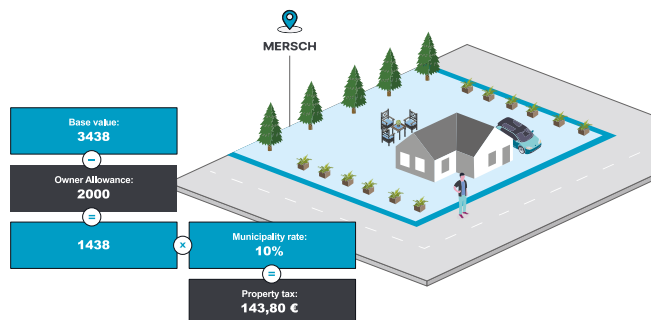 MERSCH
Base value:
3438
−
Owner Allowance:
2000
=
1438
x
Municipality rate:
10%
=
Property tax:
143,80 €